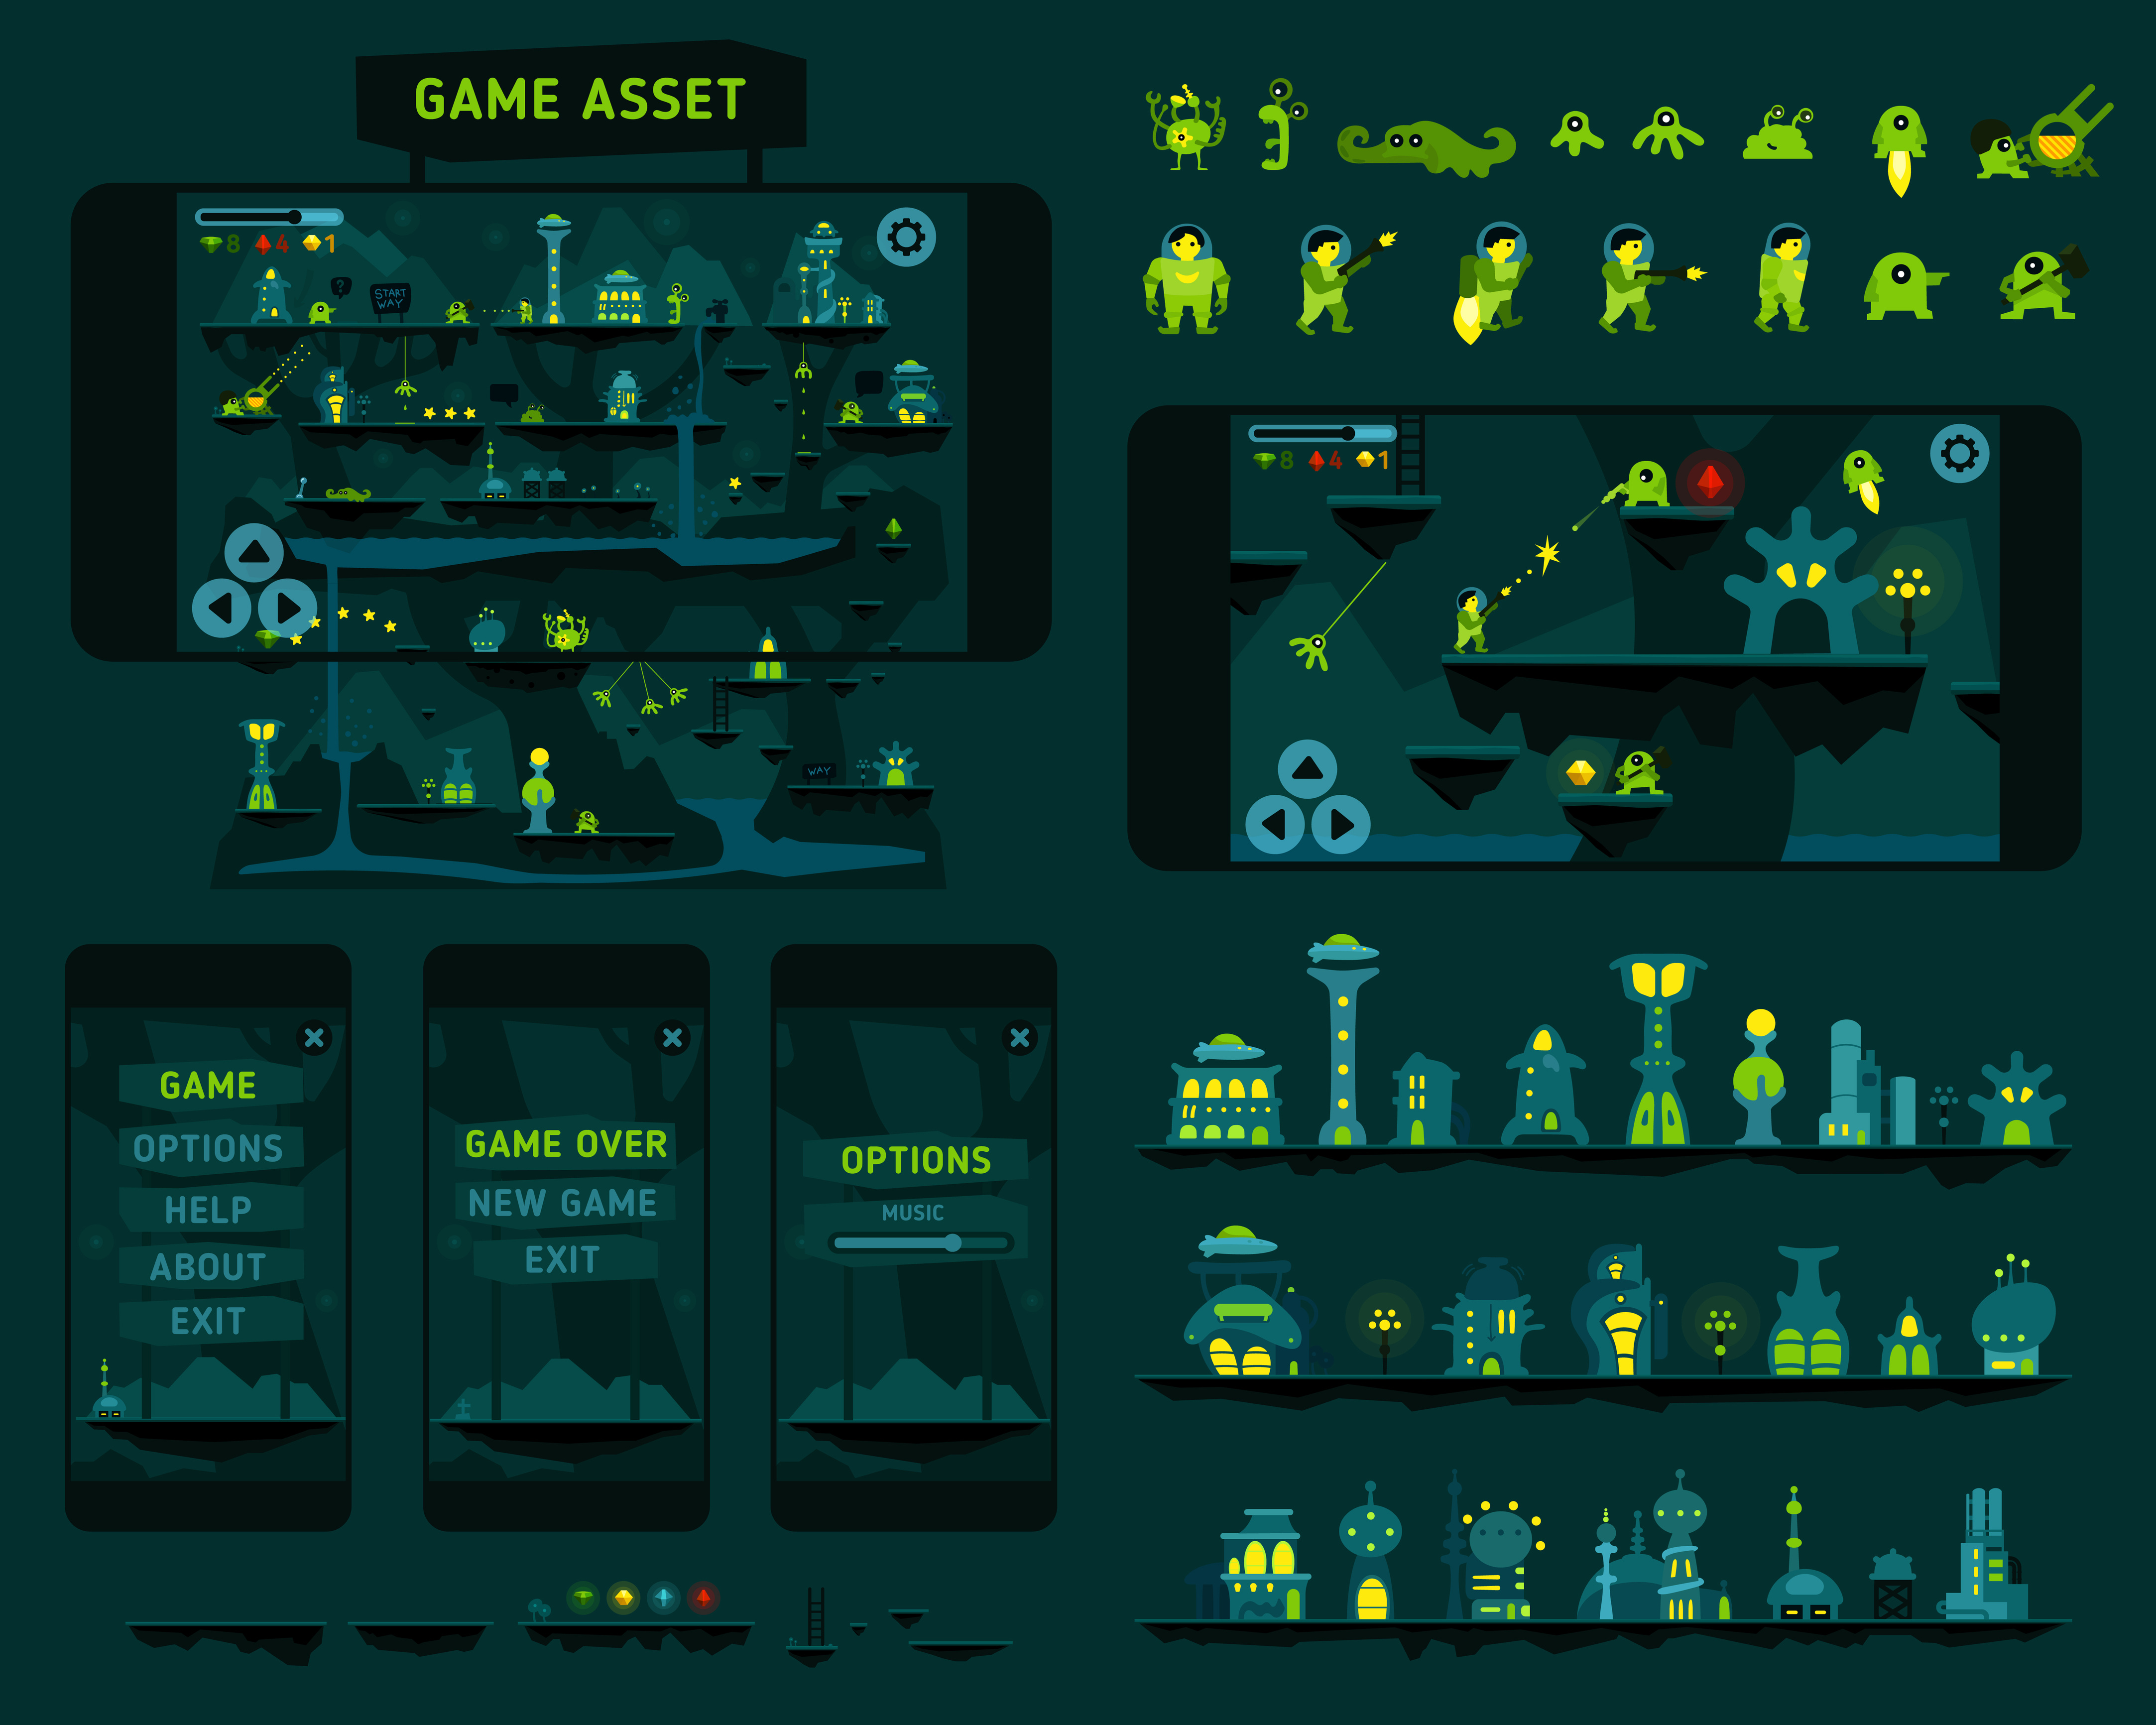 GAME ASSET
8 4 1
?
START
WAY
WAY
8 4 1
GAME
OPTIONS
HELP
ABOUT
EXIT
GAME OVER
NEW GAME
EXIT
OPTIONS
MUSIC